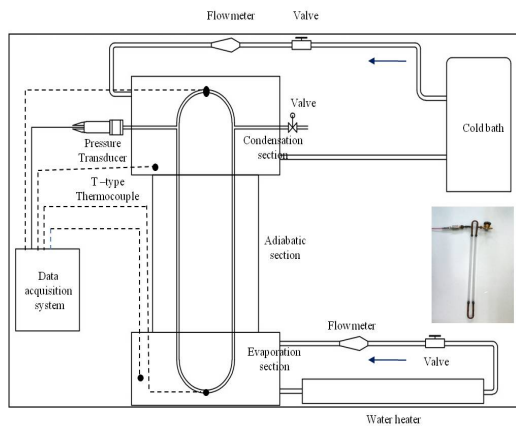 Flowmeter
Valve
Valve
Pressure
Transducer
Condensation
section
Cold bath
T–type
Thermocouple
Adiabatic
section
Data
acquisition
system
Flowmeter
Evaporation
section
Valve
Water heater